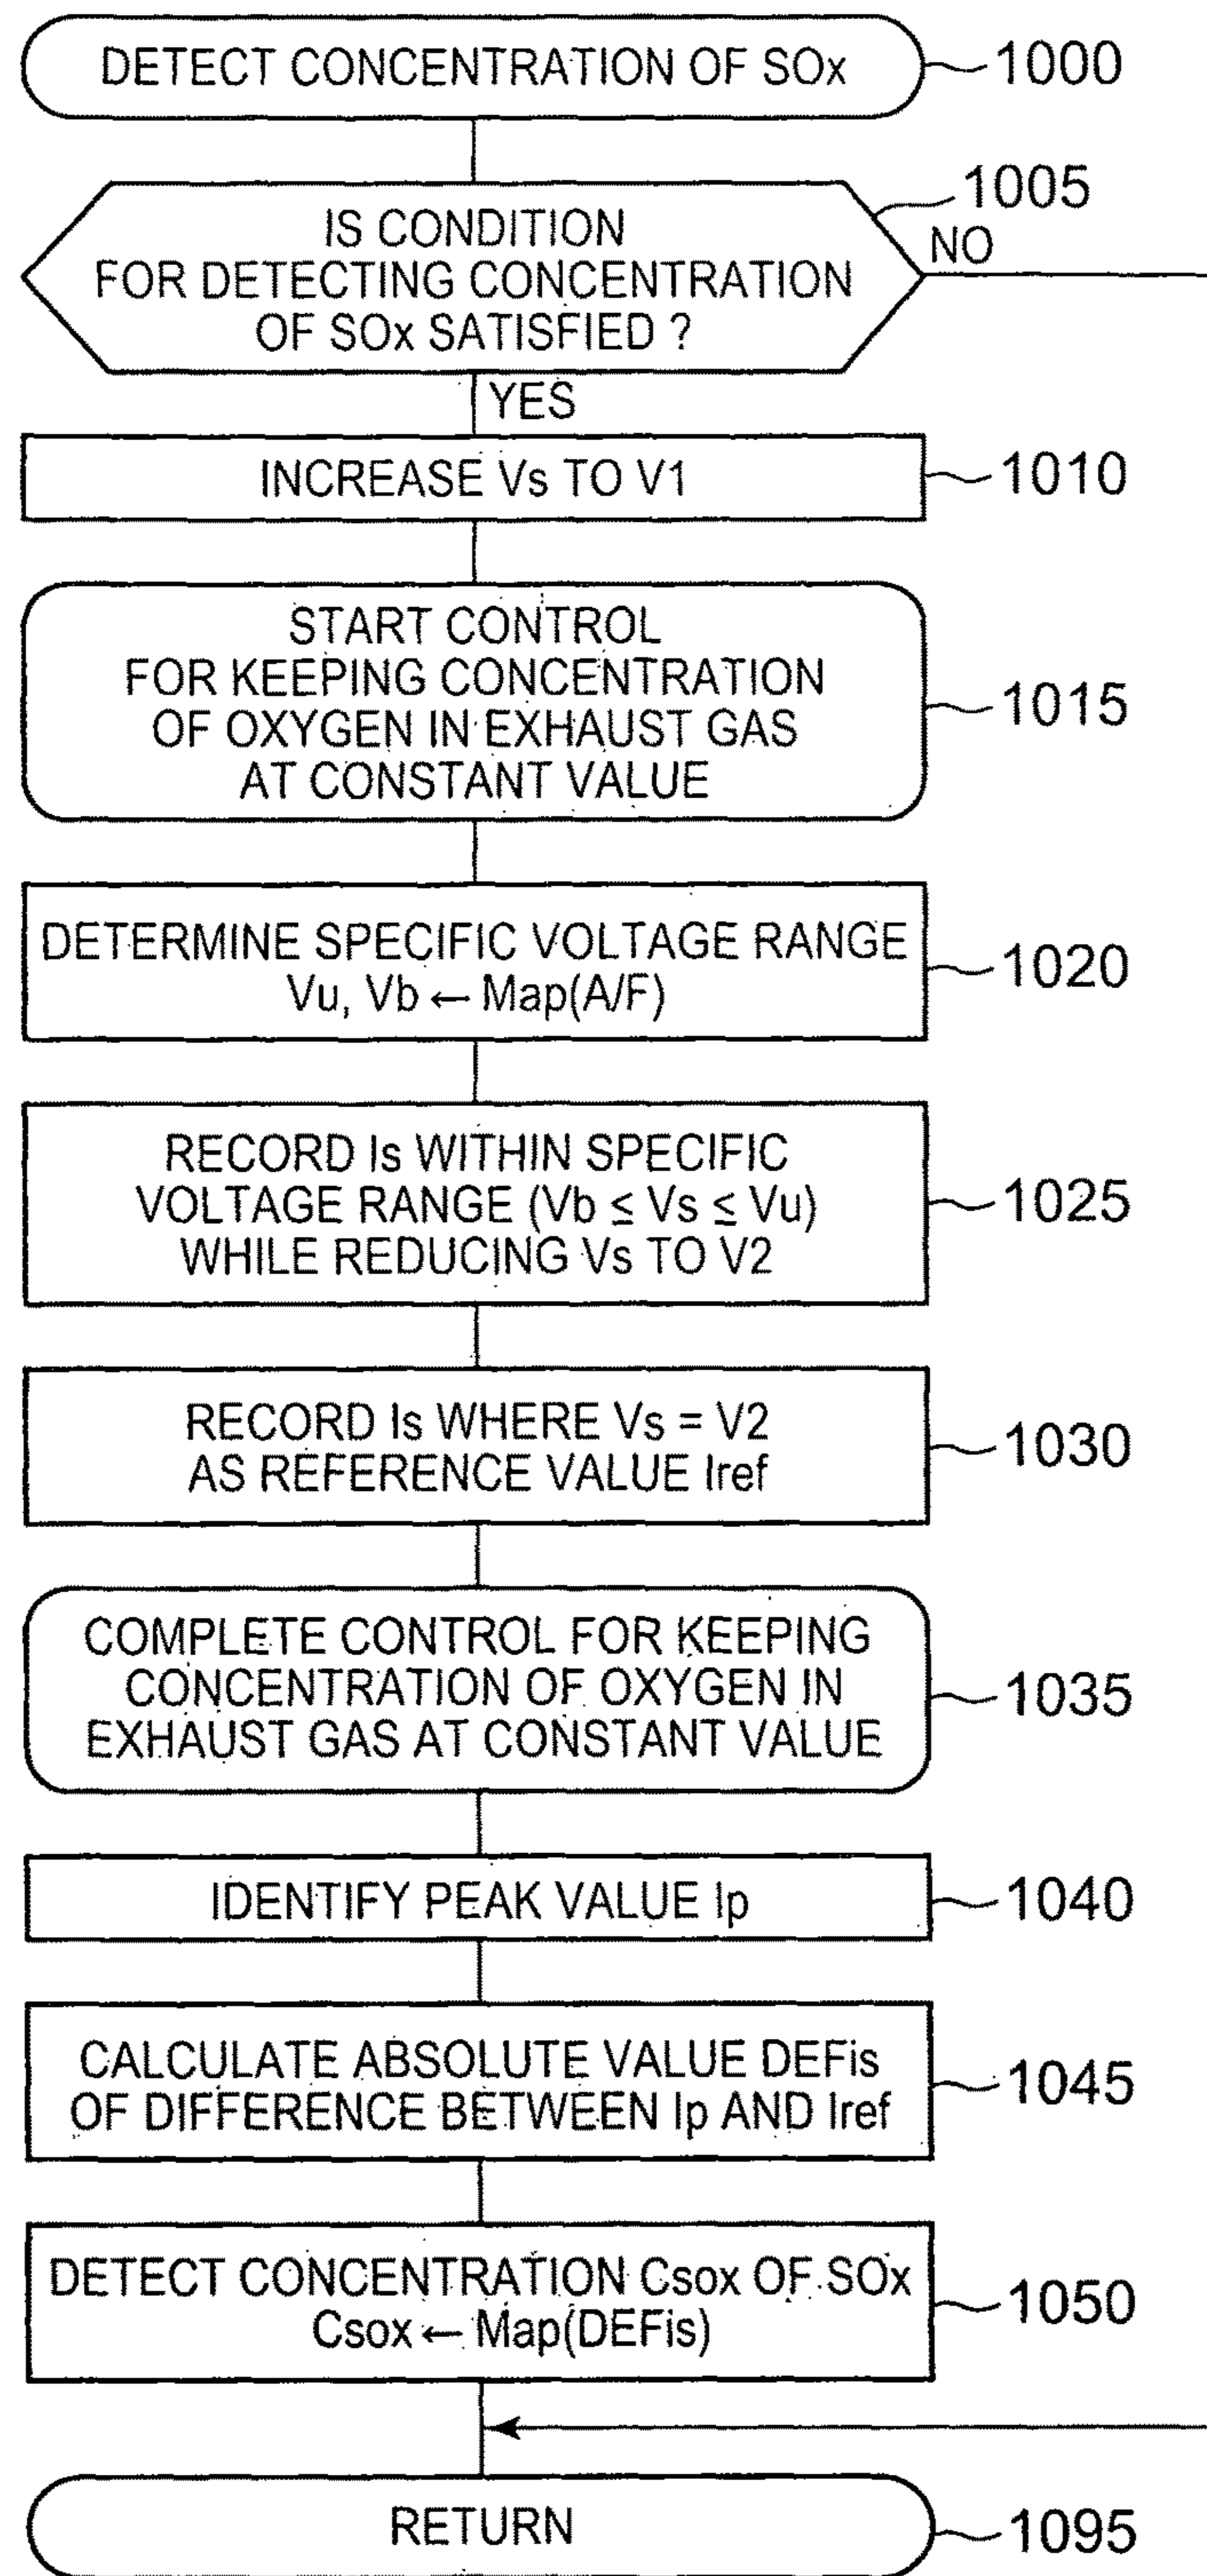 DETECT CONCENTRATION OF SOx
1000
IS CONDITION
FOR DETECTING CONCENTRATION
OF SOx SATISFIED ?
1005
NO
YES
INCREASE Vs TO V1
1010
START CONTROL
FOR KEEPING CONCENTRATION
OF OXYGEN IN EXHAUST GAS
AT CONSTANT VALUE
1015
DETERMINE SPECIFIC VOLTAGE RANGE
Vu, Vb ← Map(A/F)
1020
RECORD Is WITHIN SPECIFIC
VOLTAGE RANGE (Vb ≤ Vs ≤ Vu)
WHILE REDUCING Vs TO V2
1025
RECORD Is WHERE Vs = V2
AS REFERENCE VALUE Iref
1030
COMPLETE CONTROL FOR KEEPING
CONCENTRATION OF OXYGEN IN
EXHAUST GAS AT CONSTANT VALUE
1035
IDENTIFY PEAK VALUE Ip
1040
CALCULATE ABSOLUTE VALUE DEFis
OF DIFFERENCE BETWEEN Ip AND Iref
1045
DETECT CONCENTRATION Csox OF SOx
Csox ← Map(DEFis)
1050
RETURN
1095